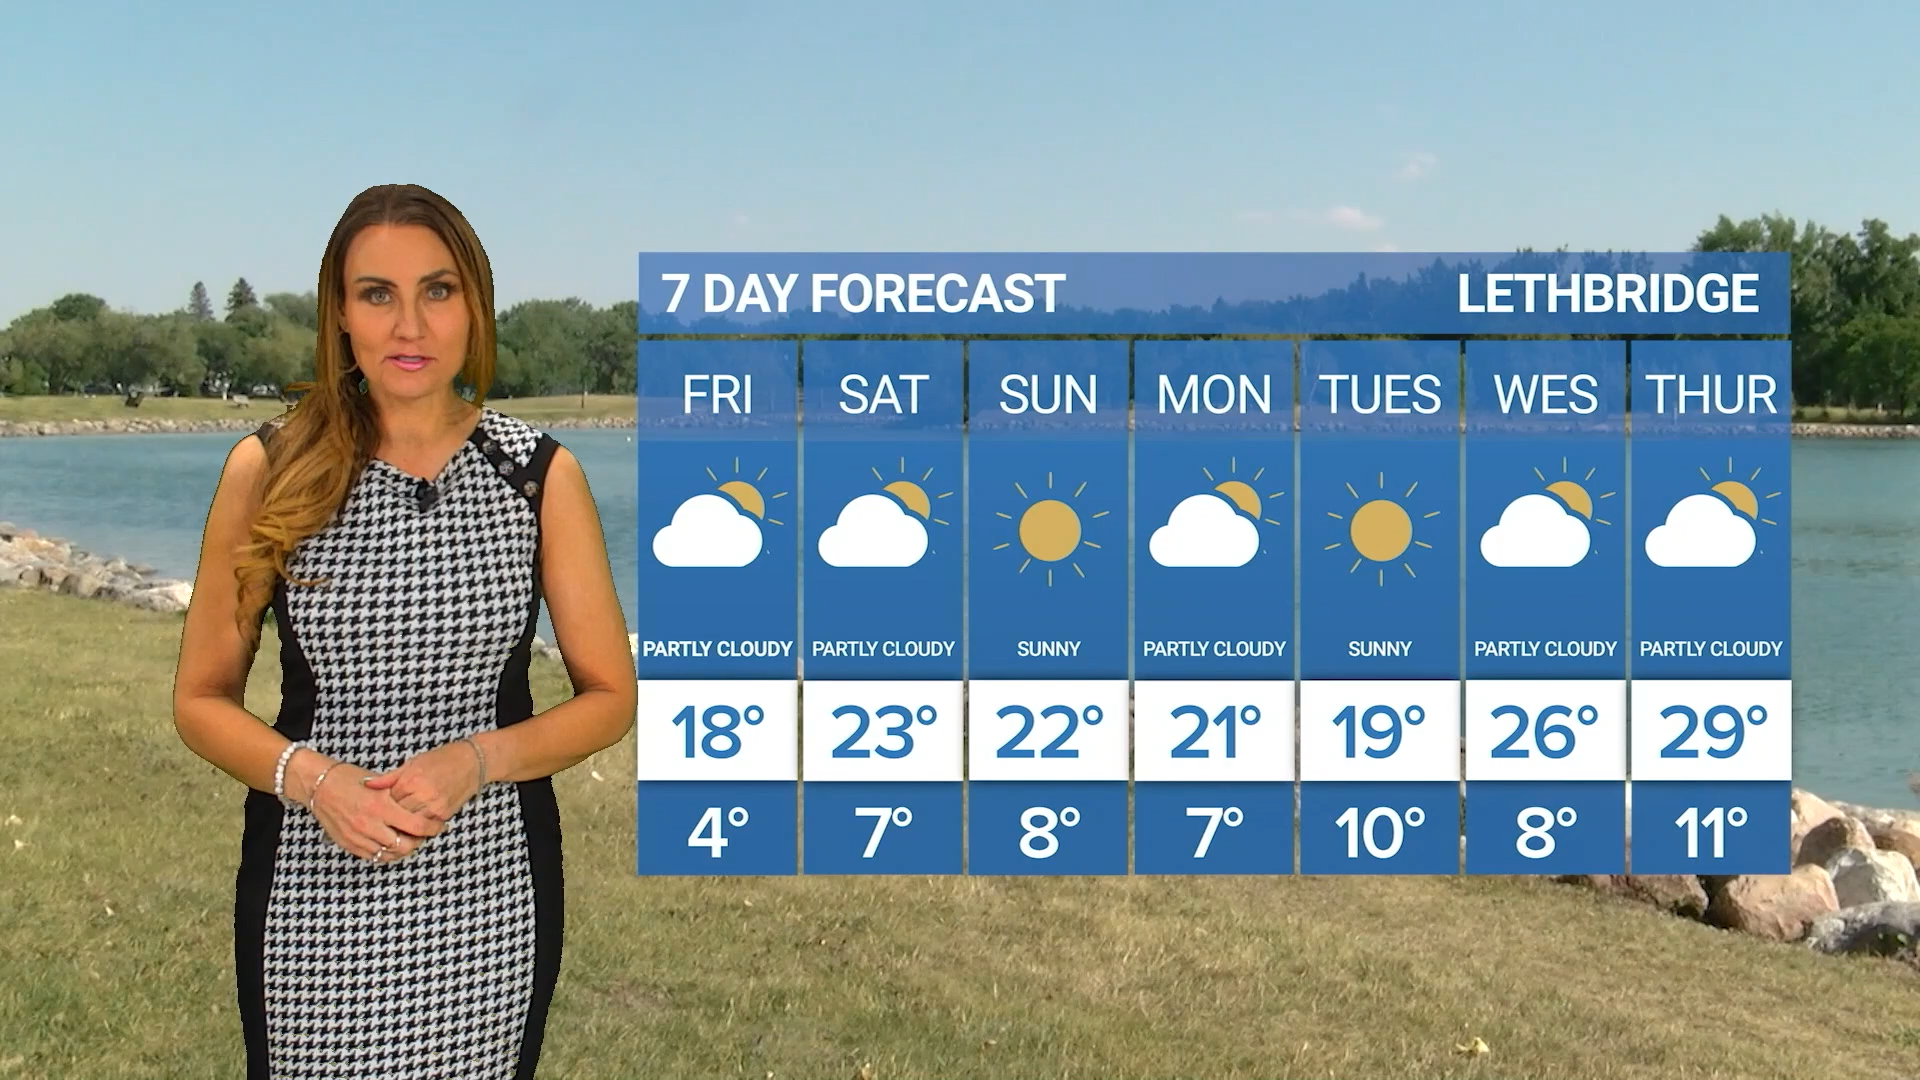 7 DAY FORECAST LETHBRIDGE
FRI SAT SUN MON TUES WES THUR
PARTLY CLOUDY PARTLY CLOUDY SUNNY PARTLY CLOUDY SUNNY PARTLY CLOUDY PARTLY CLOUDY
18° 23° 22° 21° 19° 26° 29°
4° 7° 8° 7° 10° 8° 11°